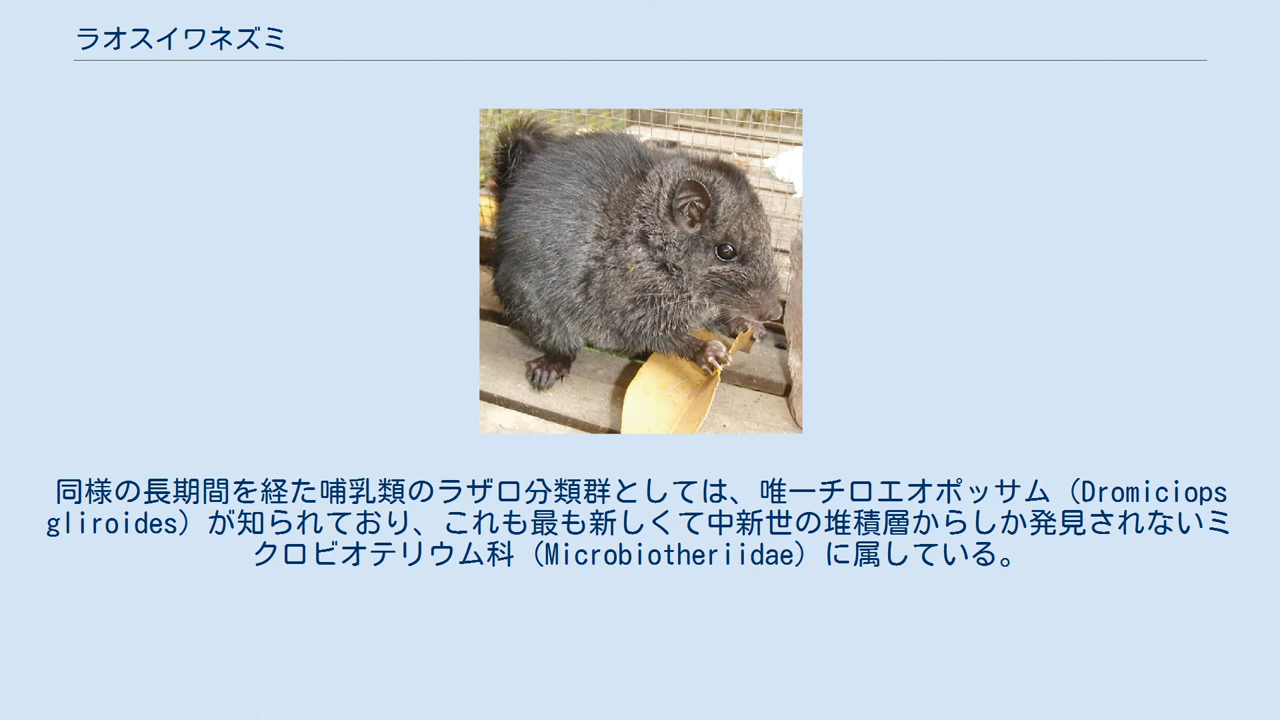 ラオスイワネズミ
同様の長期間を経た哺乳類のラザロ分類群としては、唯一チロエオポッサム（Dromiciops
gliroides）が知られており、これも最も新しくて中新世の堆積層からしか発見されないミ
クロビオテリウム科（Microbiotheriidae）に属している。